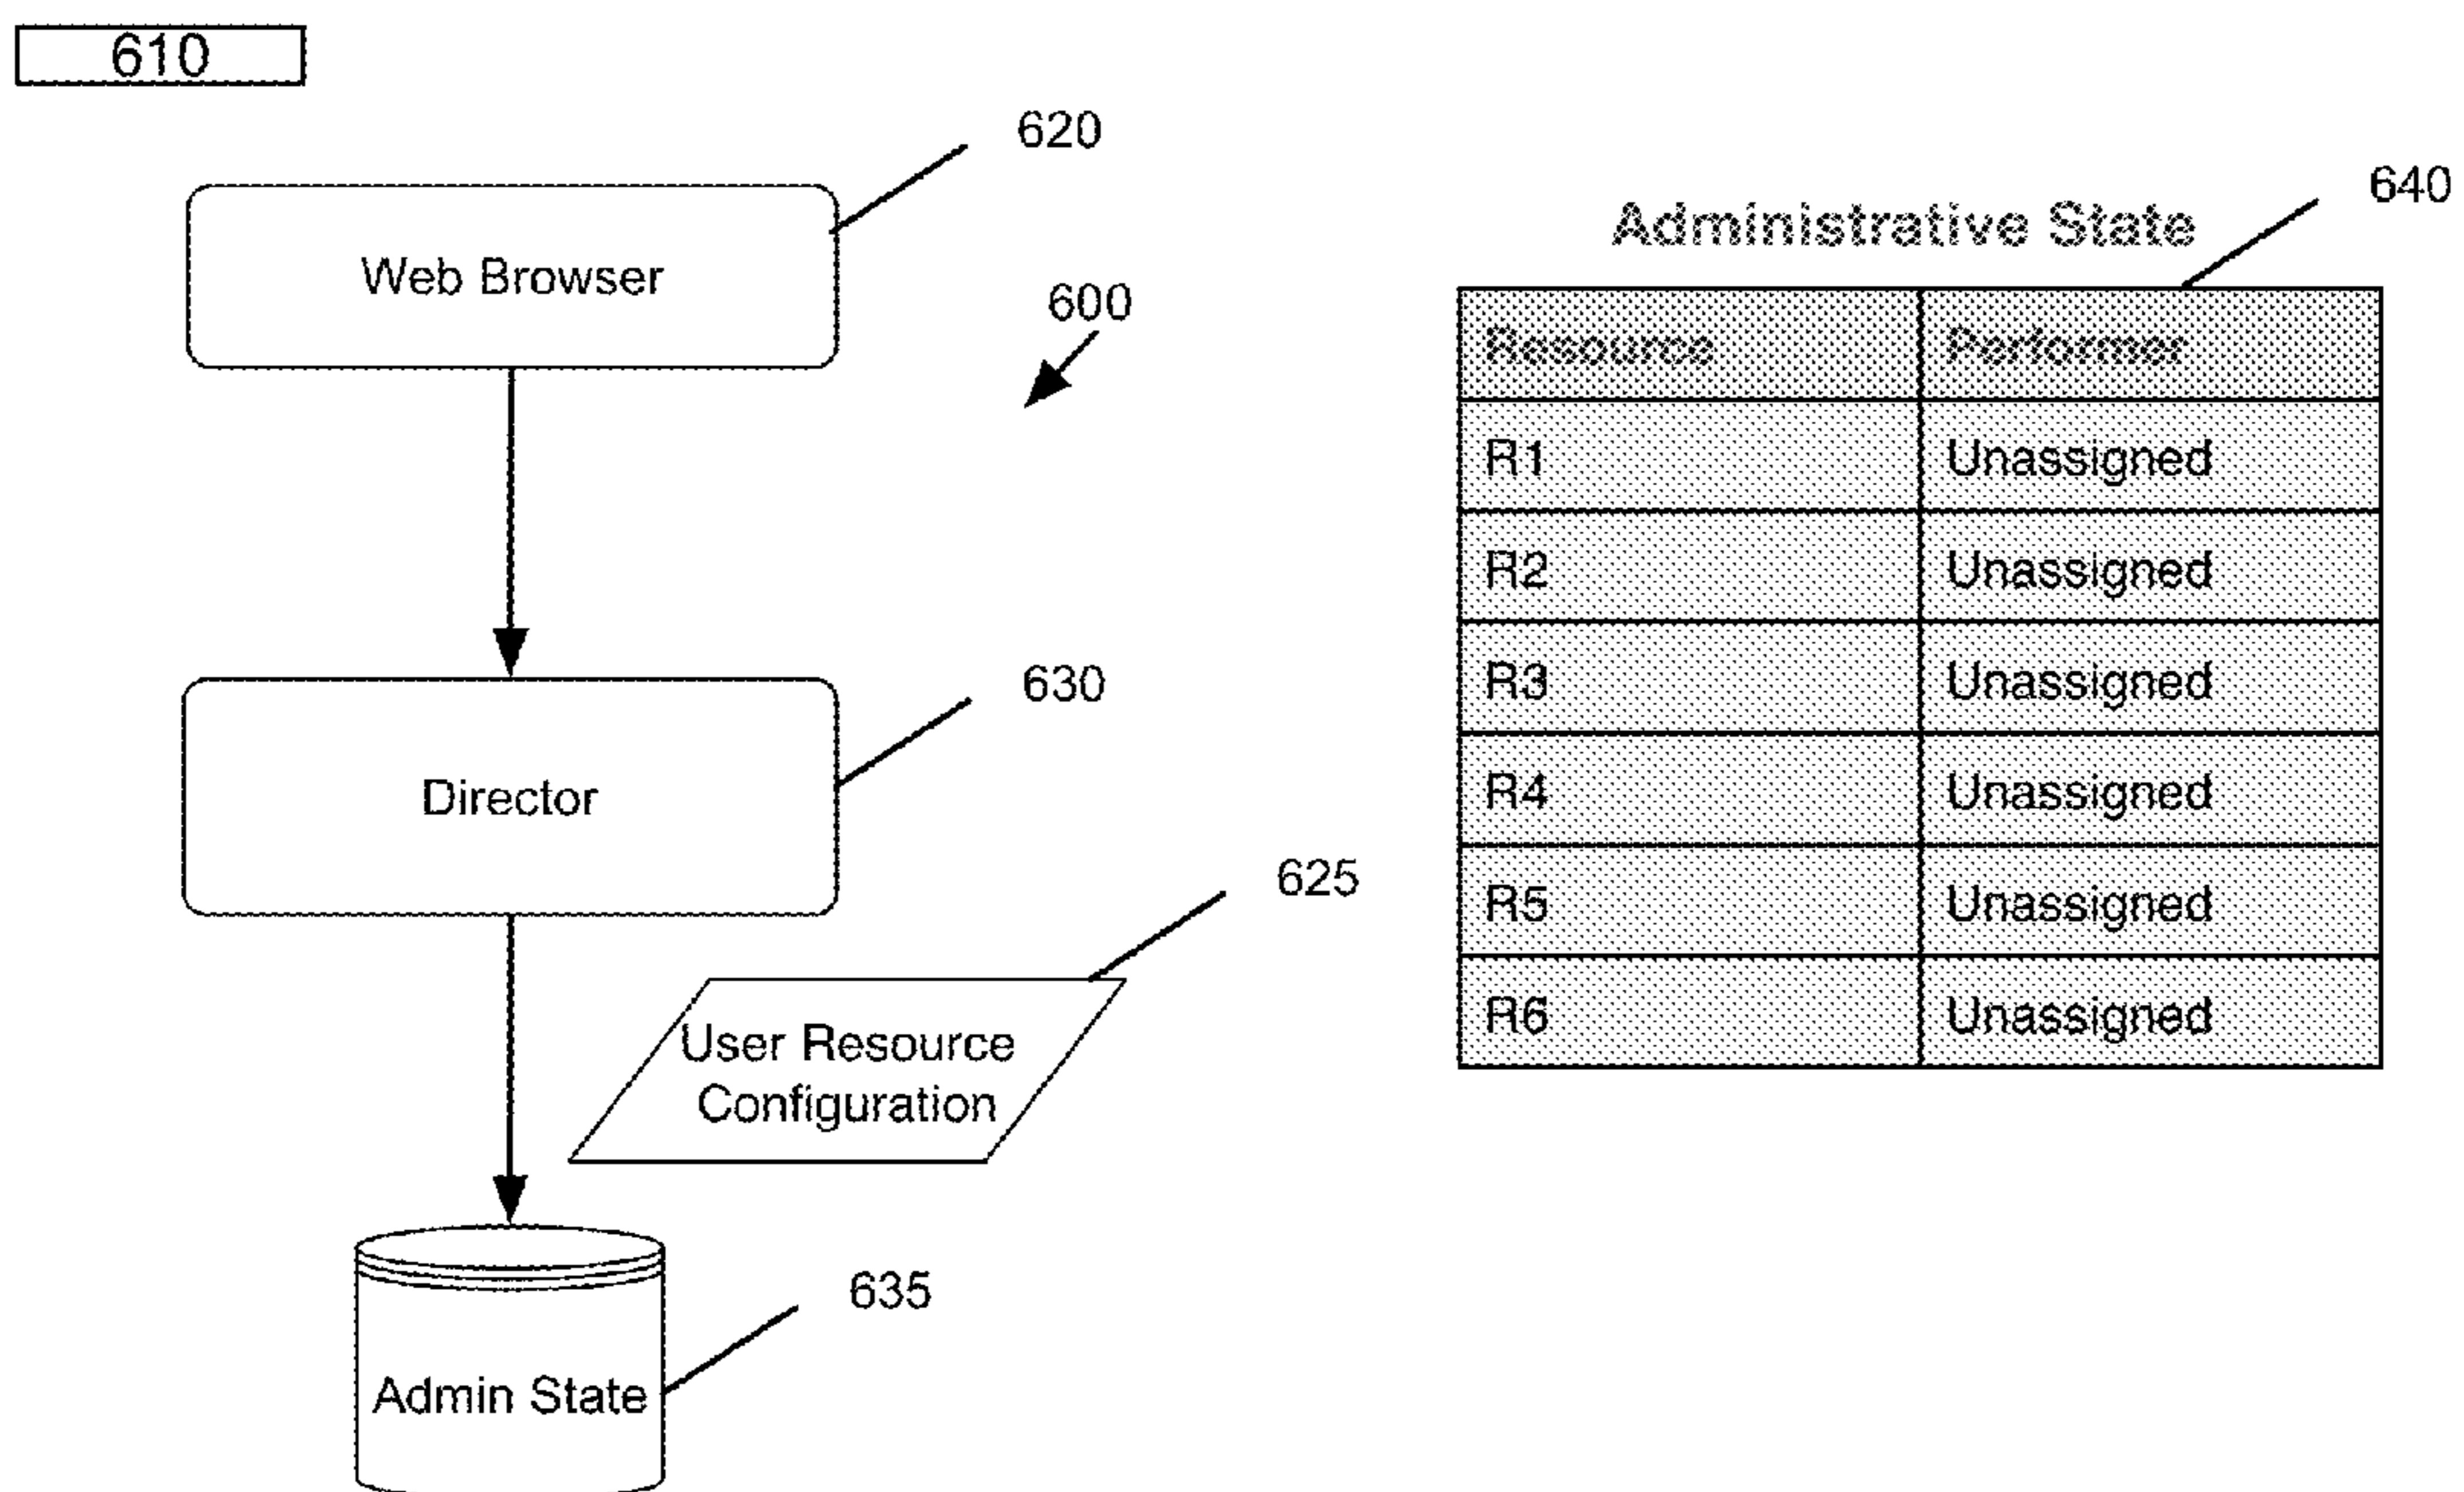 610
620
Web Browser
600
630
Director
625
User Resource
Configuration
635
Admin State
640
Administrative State
Resource Performer
R1 Unassigned
R2 Unassigned
R3 Unassigned
R4 Unassigned
R5 Unassigned
R6 Unassigned